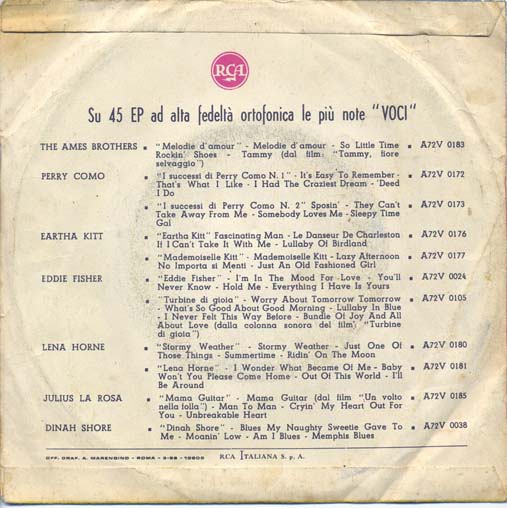 RCA
Su 45 EP ad alta fedeltà ortofonica le più note "VOCI"
THE AMES BROTHERS - "Melodie d'amour" - Melodie d'amour - So Little Time ▪ A72V 0183
Rockin' Shoes - Tammy (dal film: "Tammy, fiore
selvaggio")
PERRY COMO ▪ "I successi di Perry Como N. 1" - It's Easy To Remember - ▪ A72V 0172
That's What I Like - I Had The Craziest Dream - 'Deed
I Do
▪ "I successi di Perry Como N. 2" Sposin' - They Can't ▪ A72V 0173
Take Away From Me - Somebody Loves Me - Sleepy Time
Gal
EARTHA KITT ▪ "Eartha Kitt" Fascinating Man - Le Danseur De Charleston ▪ A72V 0176
If I Can't Take It With Me - Lullaby Of Birdland
▪ "Mademoiselle Kitt" - Mademoiselle Kitt - Lazy Afternoon ▪ A72V 0177
No Importa si Menti - Just An Old Fashioned Girl
EDDIE FISHER ▪ "Eddie Fisher" - I'm In The Mood For Love - You'll ▪ A72V 0024
Never Know - Hold Me - Everything I Have Is Yours
"Turbine di gioia" - Worry About Tomorrow Tomorrow ▪ A72V 0105
- What's So Good About Good Morning - Lullaby In Blue
- I Never Felt This Way Before - Bundle Of Joy And All
About Love (dalla colonna sonora del film: "Turbine
di gioia")
LENA HORNE ▪ "Stormy Weather" - Stormy Weather - Just One Of ▪ A72V 0180
Those Things - Summertime - Ridin' On The Moon
▪ "Lena Horne" - I Wonder What Became Of Me - Baby ▪ A72V 0181
Won't You Please Come Home - Out Of This World - I'll
Be Around
JULIUS LA ROSA ▪ "Mama Guitar" - Mama Guitar (dal film "Un volto ▪ A72V 0185
nella folla") - Man To Man - Cryin' My Heart Out For
You - Unbreakable Heart
DINAH SHORE ▪ "Dinah Shore" - Blues My Naughty Sweetie Gave To ▪ A72V 0038
Me - Moanin' Low - Am I Blues - Memphis Blues
OFF. GRAF. A. MARENGINO - ROMA - RCA ITALIANA S. p. A.